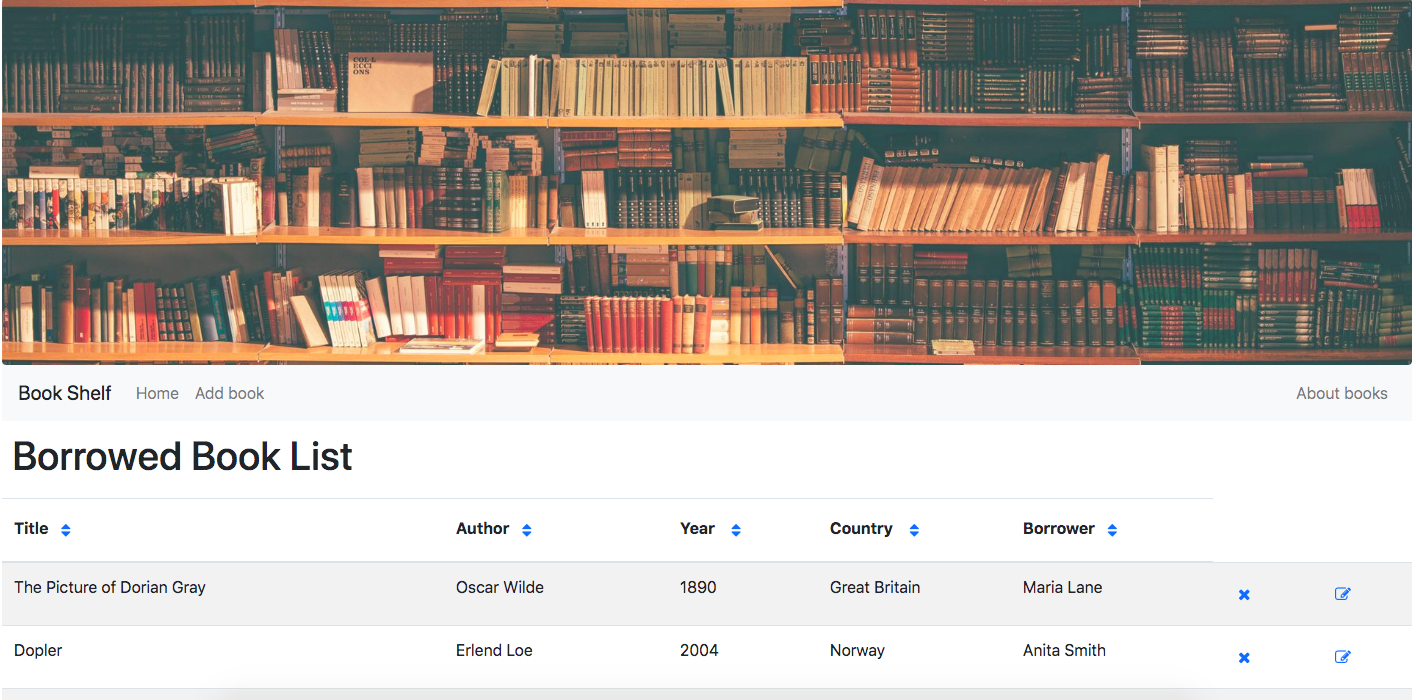 COL·L
ECCI
ONS
Book Shelf Home Add book About books
Borrowed Book List
Title Author Year Country Borrower
The Picture of Dorian Gray Oscar Wilde 1890 Great Britain Maria Lane
Dopler Erlend Loe 2004 Norway Anita Smith